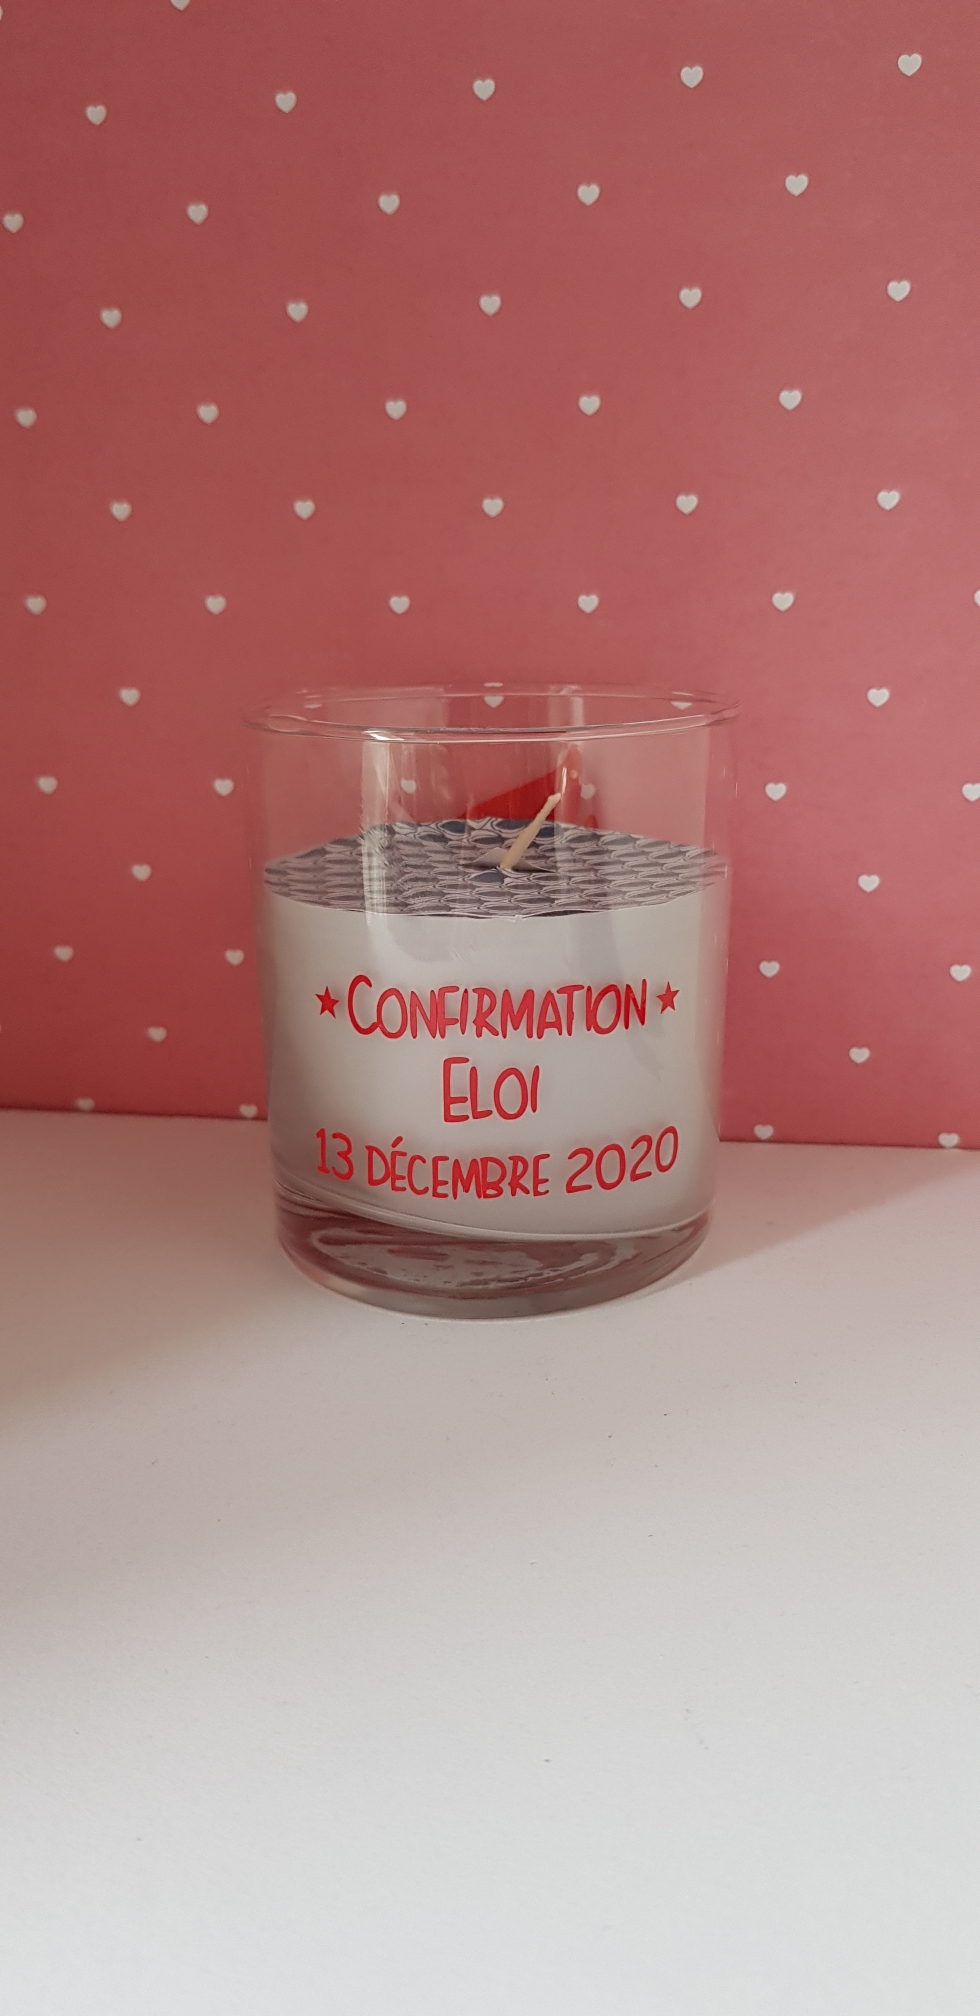 ★ CONFIRMATION ★
ELOI
13 DÉCEMBRE 2020